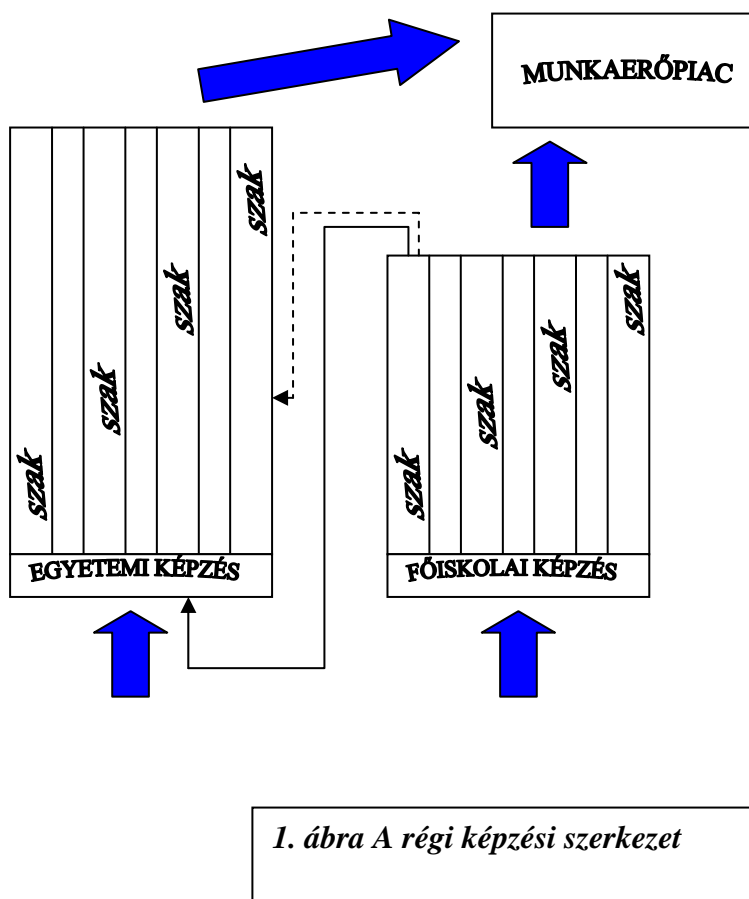 MUNKAERŐPIAC
szak
szak
szak
szak
EGYETEMI KÉPZÉS
szak
szak
szak
szak
FŐISKOLAI KÉPZÉS
1. ábra A régi képzési szerkezet